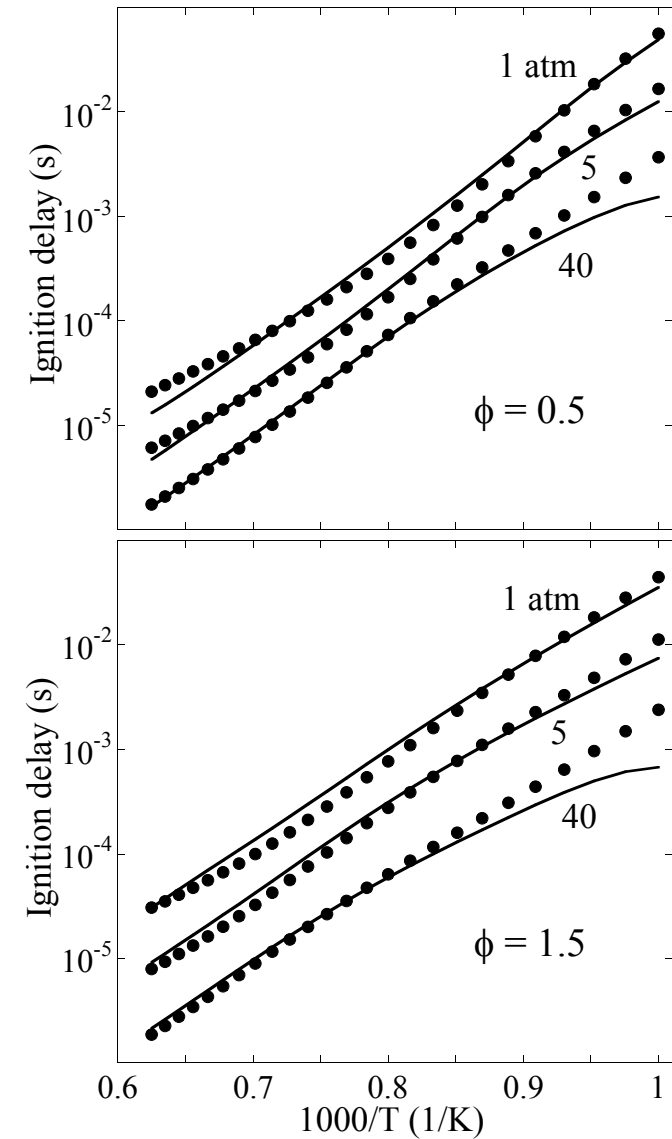 1 atm
10⁻²
5
10⁻³
40
10⁻⁴
10⁻⁵
ϕ = 0.5
Ignition delay (s)
1 atm
10⁻²
5
10⁻³
40
10⁻⁴
10⁻⁵
ϕ = 1.5
Ignition delay (s)
0.6 0.7 0.8 0.9 1
1000/T (1/K)